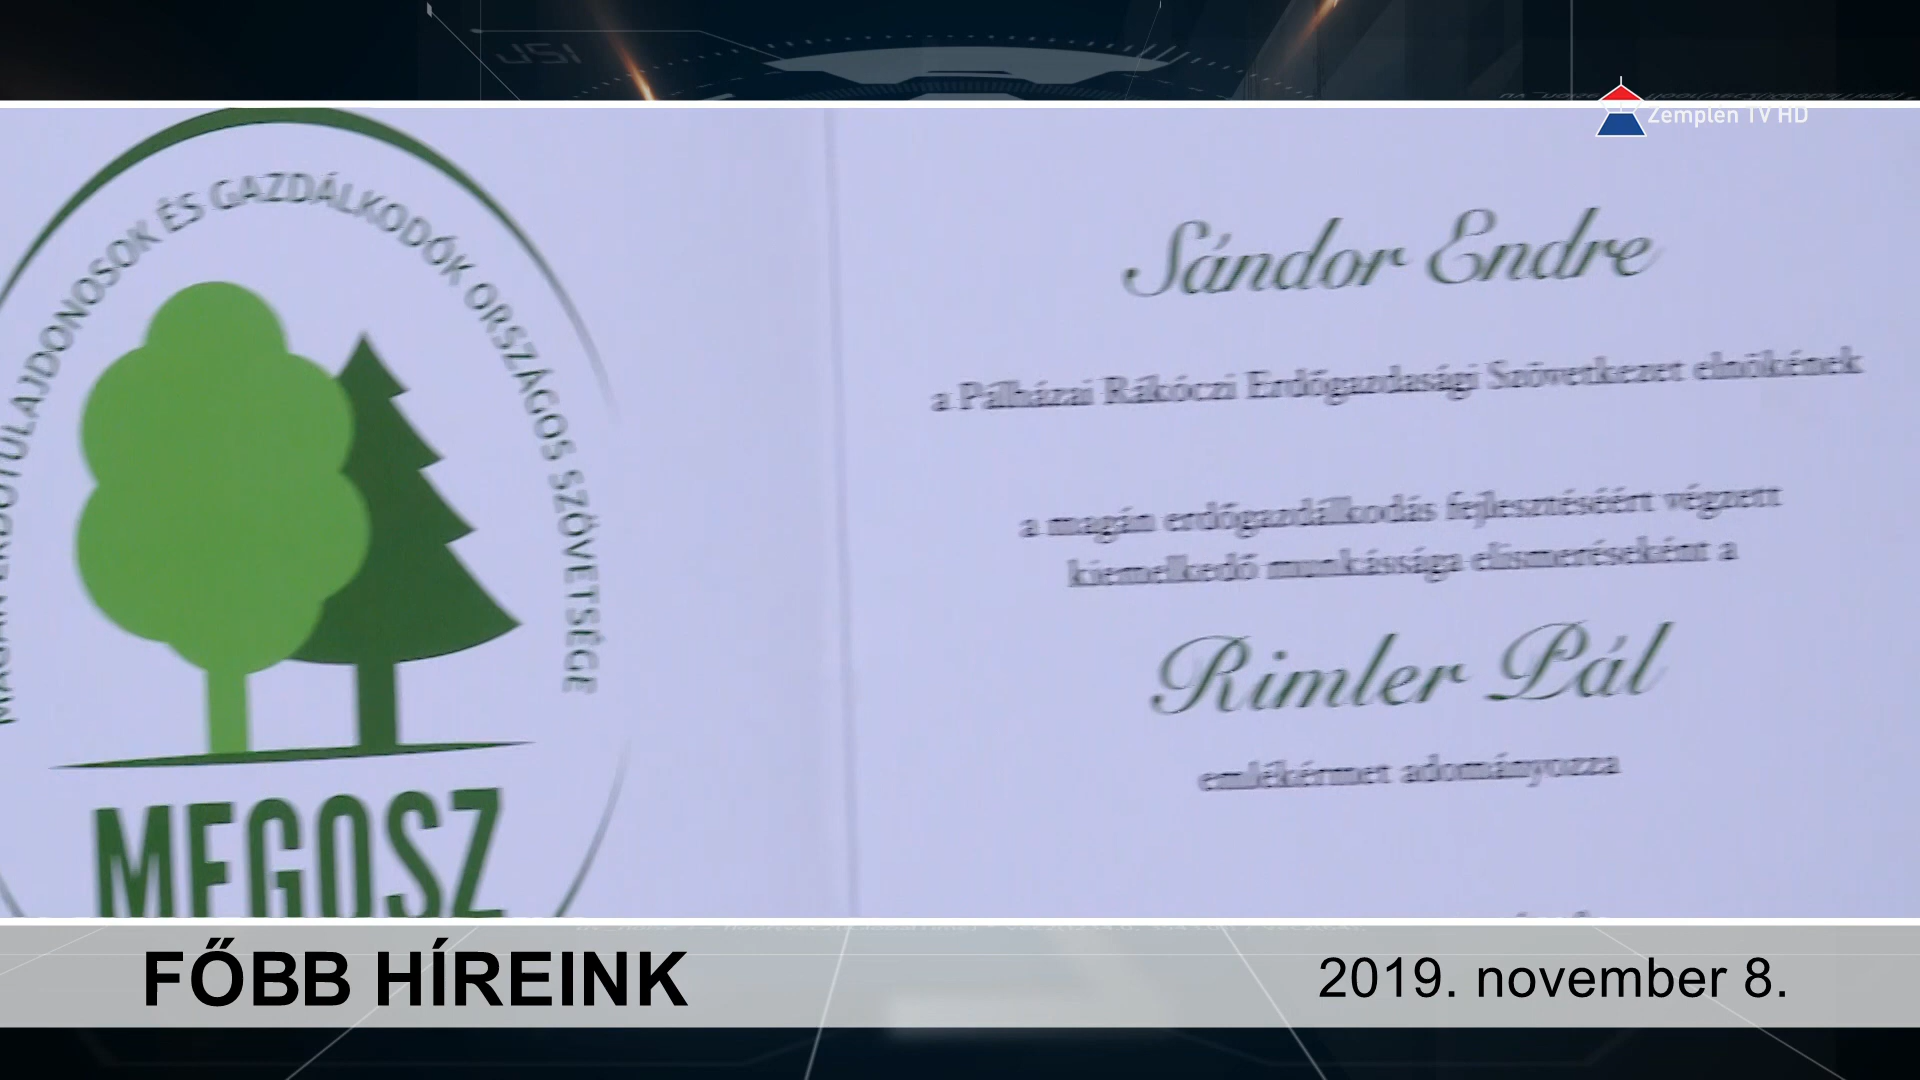 Zemplén TV HD
MAGÁN ERDŐTULAJDONOSOK ÉS GAZDÁLKODÓK ORSZÁGOS SZÖVETSÉGE
MEGOSZ
Sándor Endre
a Pálházai Rákóczi Erdőgazdasági Szövetkezet elnökének
a magán erdőgazdálkodás fejlesztéséért végzett
kiemelkedő munkássága elismeréseként a
Rimler Pál
emlékérmet adományozza
FŐBB HÍREINK
2019. november 8.